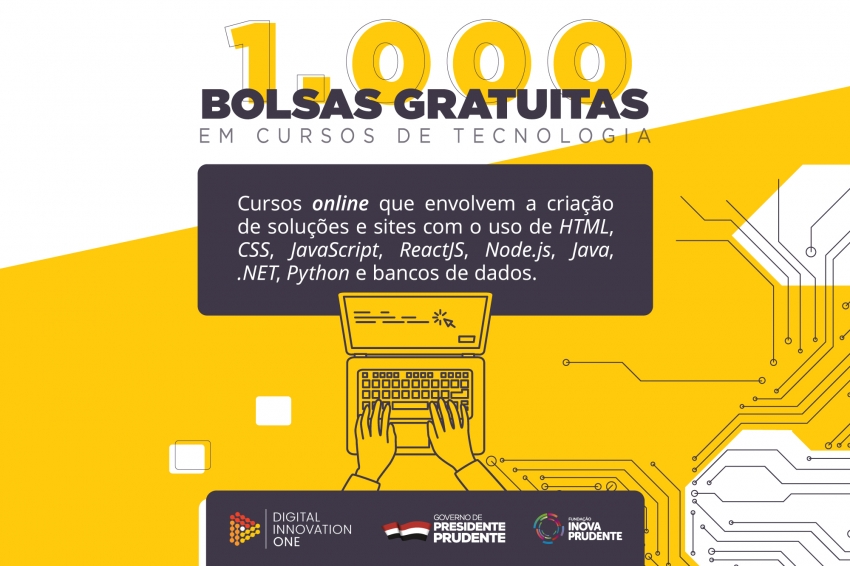 1.000
BOLSAS GRATUITAS
EM CURSOS DE TECNOLOGIA
Cursos online que envolvem a criação
de soluções e sites com o uso de HTML,
CSS, JavaScript, ReactJS, Node.js, Java,
.NET, Python e bancos de dados.
DIGITAL
INNOVATION
ONE
GOVERNO DE
PRESIDENTE
PRUDENTE
FUNDAÇÃO
INOVA
PRUDENTE